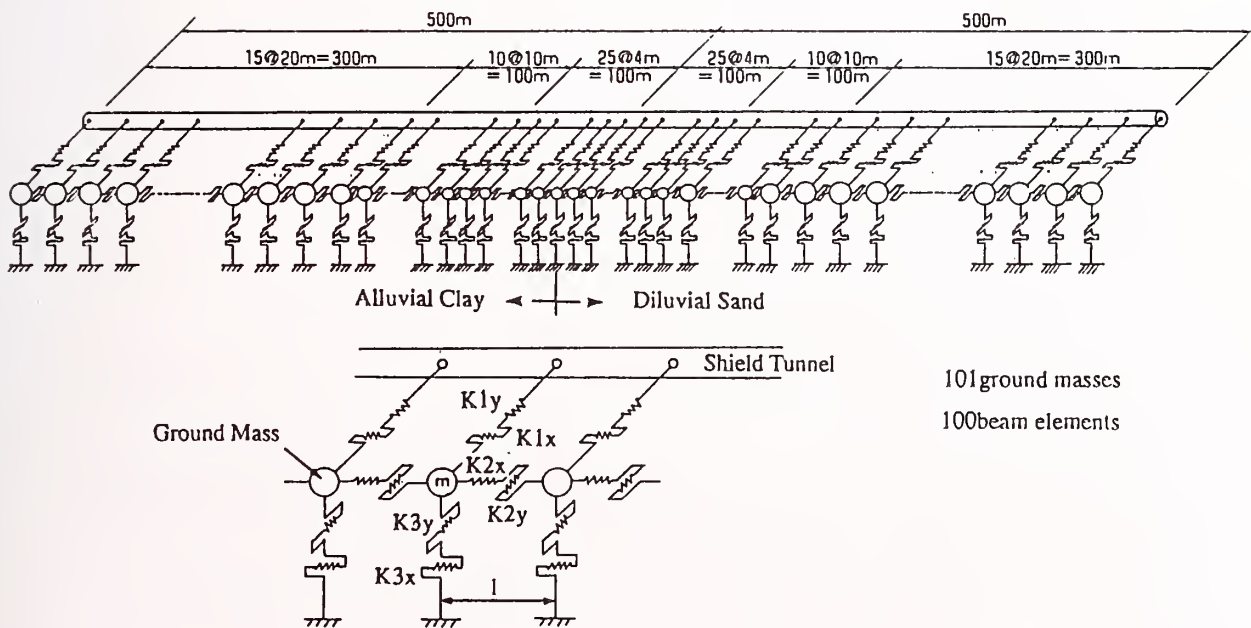 500m
500m
15@20m=300m
10@10m
=100m
25@4m
=100m
25@4m
=100m
10@10m
=100m
15@20m=300m
Alluvial Clay
Diluvial Sand
Shield Tunnel
101ground masses
100beam elements
Ground Mass
K1y
K1x
K2x
m
K2y
K3y
K3x
1